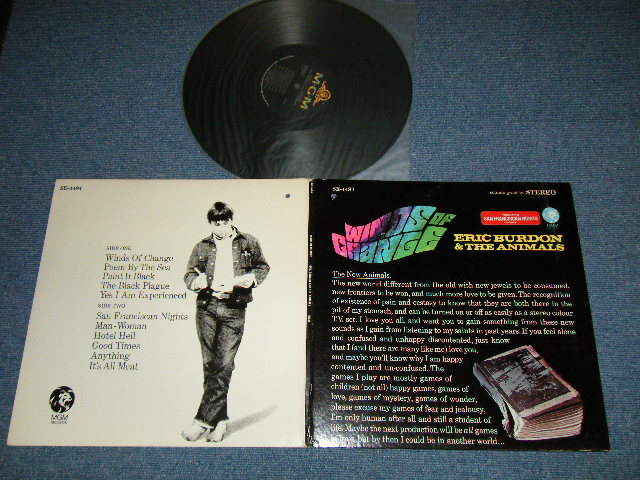 M-G-M
SE-4494
SIDE ONE
Winds Of Change
Poem By The Sea
Paint It Black
The Black Plague
Yes I Am Experienced
SIDE TWO
San Franciscan Nights
Man-Woman
Hotel Hell
Good Times
Anything
It's All Meat
MGM
RECORDS
SE-4494
STEREO
WINDS OF
CHANGE
SAN FRANCISCAN NIGHTS
ERIC BURDON
& THE ANIMALS
The New Animals.
The new world different from the old with new jewels to be consumed,
new frontiers to be won, and much more love to be given. The recognition
of existence of pain and ecstasy to know that they are both there in the
pit of my stomach, and can be turned on or off as easily as a stereo colour
T.V. set. I love you all, and want you to gain something from these new
sounds as I gain from listening to my saints in past years. If you feel alone
and confused and unhappy discontented, just know
that I (and there are many like me) love you,
and maybe you'll know why I am happy
contented and un-confused. The
games I play are mostly games of
children (not all) happy games, games of
love, games of mystery, games of wonder,
please excuse my games of fear and jealousy,
I'm only human after all and still a student of
life. Maybe the next production will be all games
of love, but by then I could be in another world...